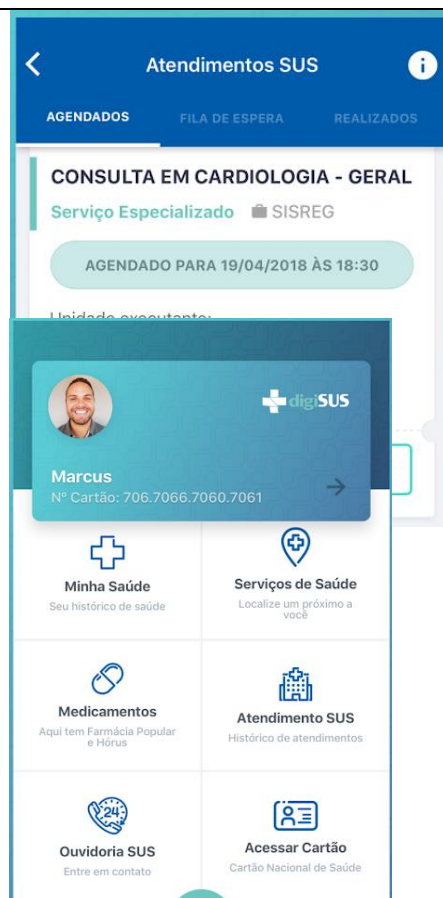 Atendimentos SUS
i
AGENDADOS FILA DE ESPERA REALIZADOS
CONSULTA EM CARDIOLOGIA - GERAL
Serviço Especializado SISREG
AGENDADO PARA 19/04/2018 ÀS 18:30
Unidade executante:
digiSUS
Marcus
Nº Cartão: 706.7066.7060.7061
Minha Saúde
Seu histórico de saúde
Serviços de Saúde
Localize um próximo a
você
Medicamentos
Aqui tem Farmácia Popular
e Hórus
Atendimento SUS
Histórico de atendimentos
24
Ouvidoria SUS
Entre em contato
Acessar Cartão
Cartão Nacional de Saúde